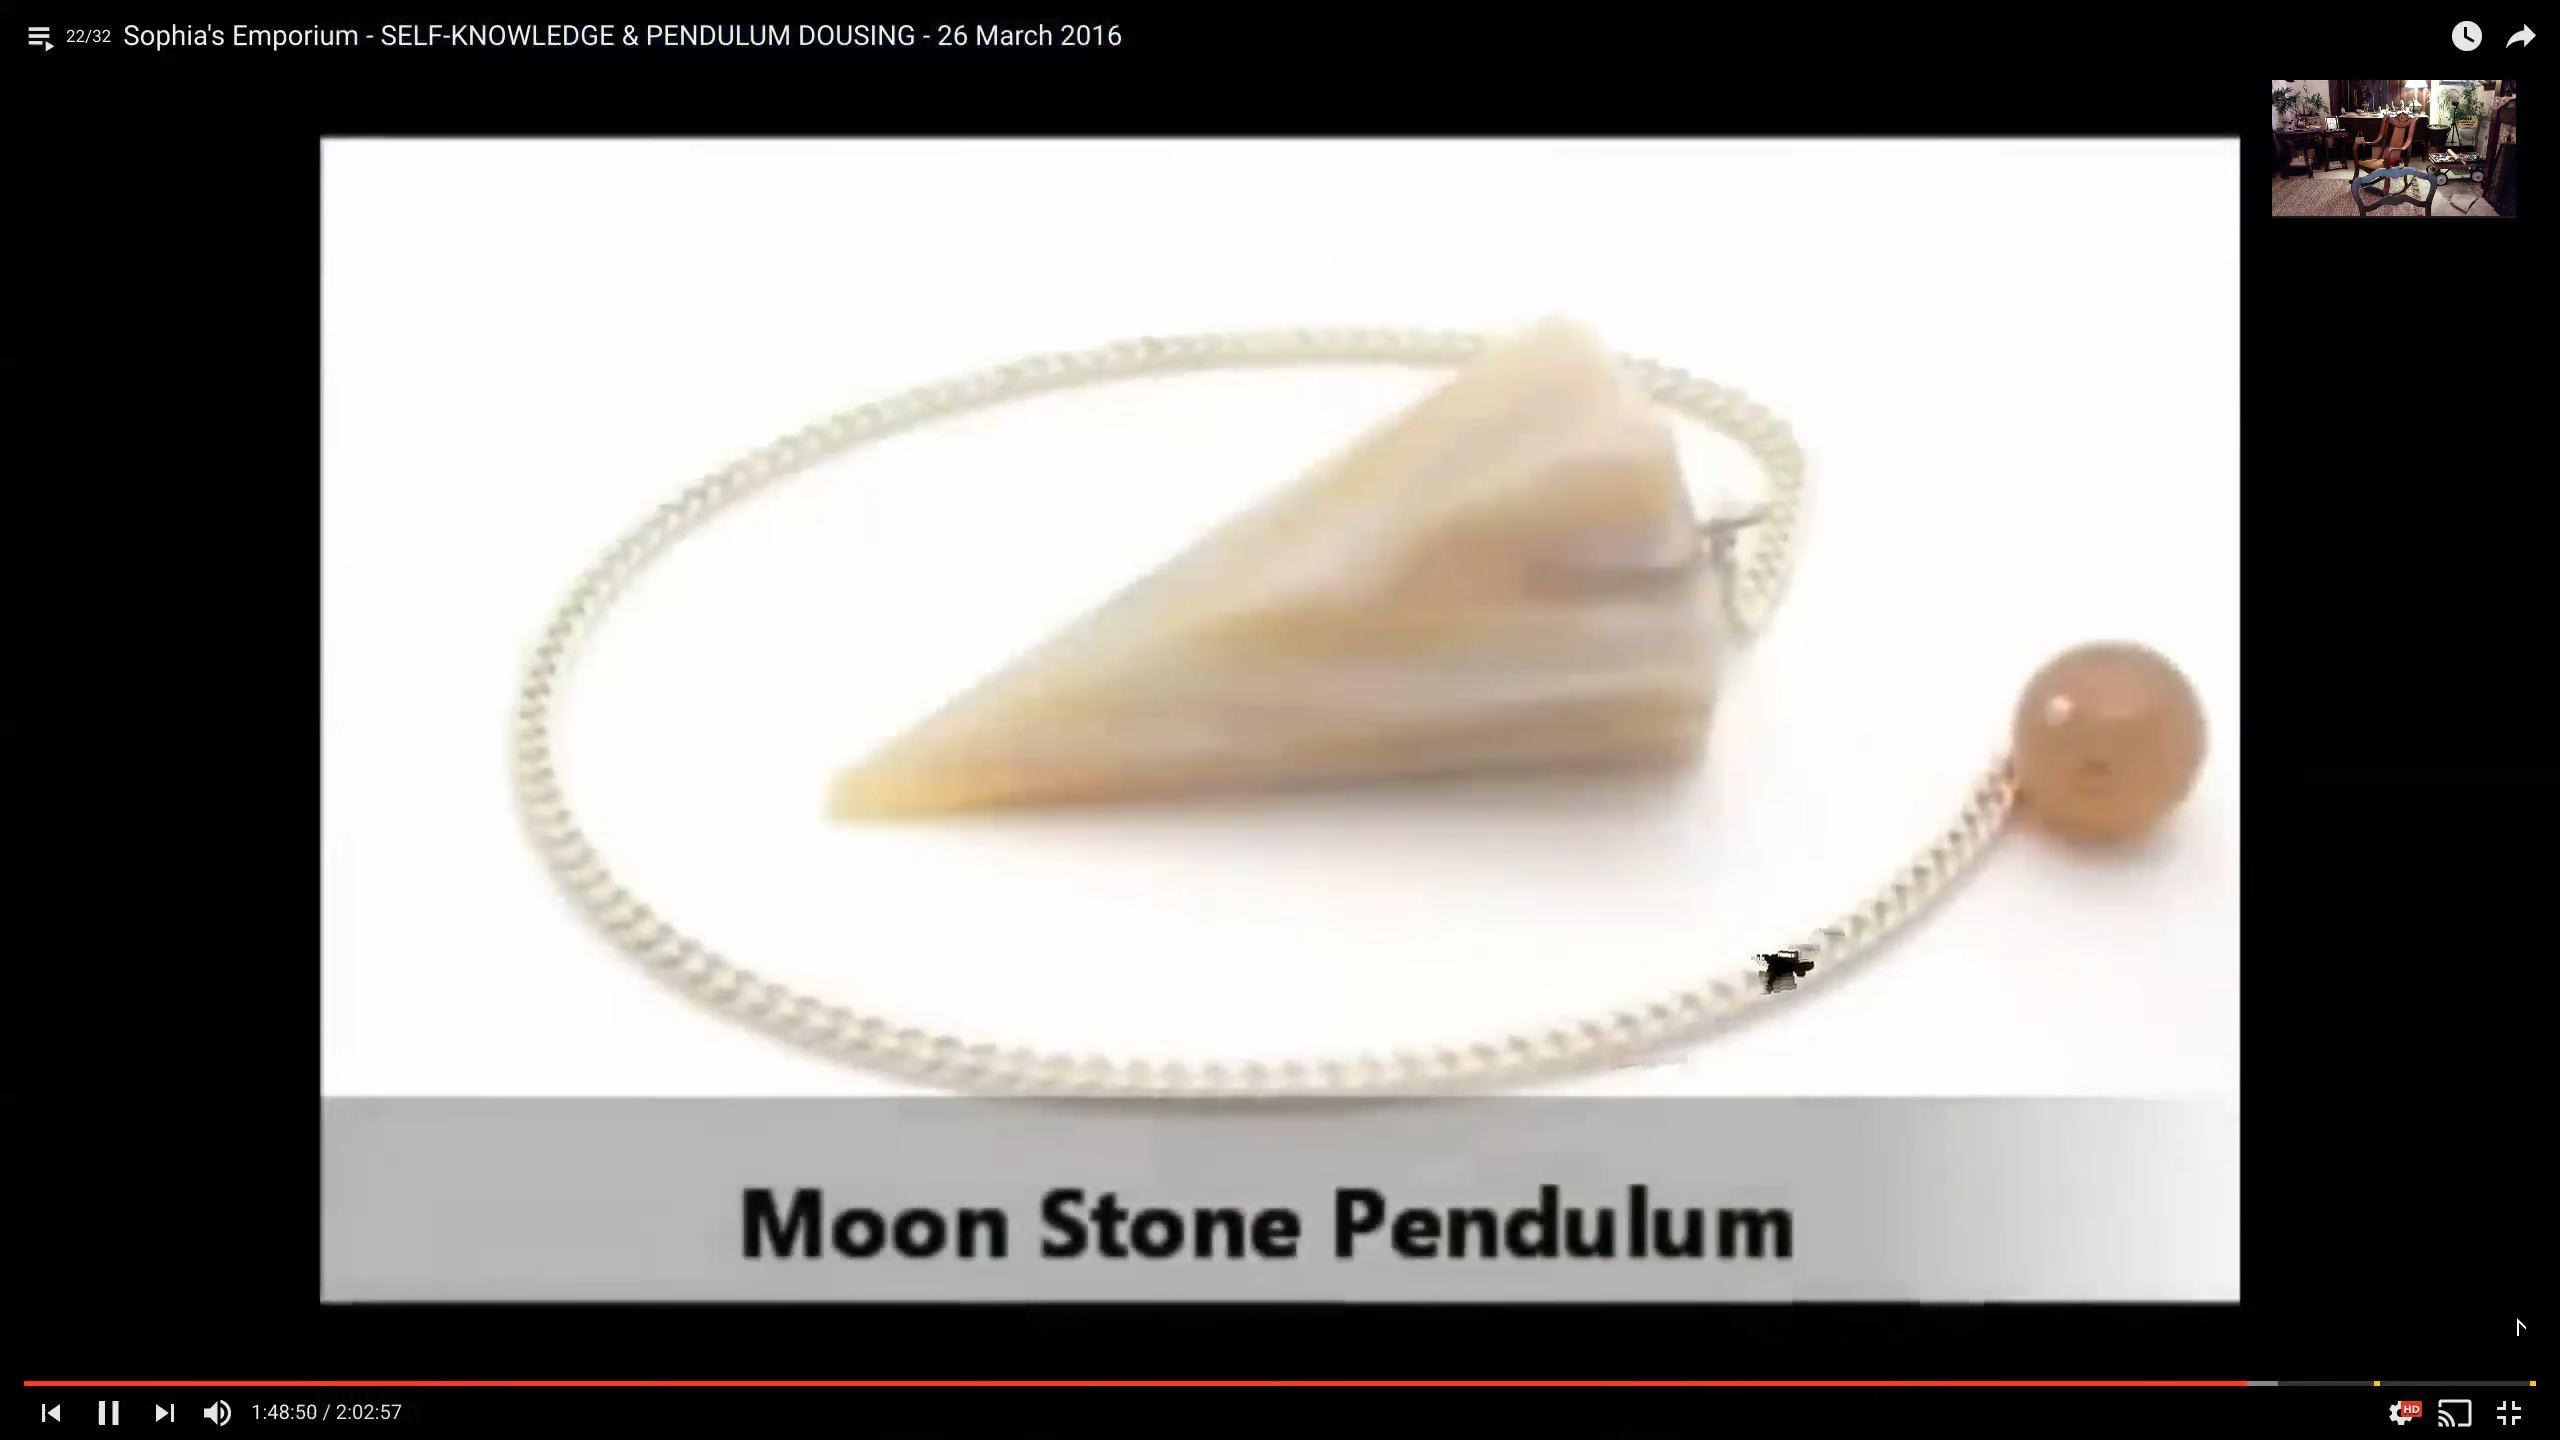 22/32 Sophia's Emporium - SELF-KNOWLEDGE & PENDULUM DOUSING - 26 March 2016
Moon Stone Pendulum
1:48:50 / 2:02:57
HD